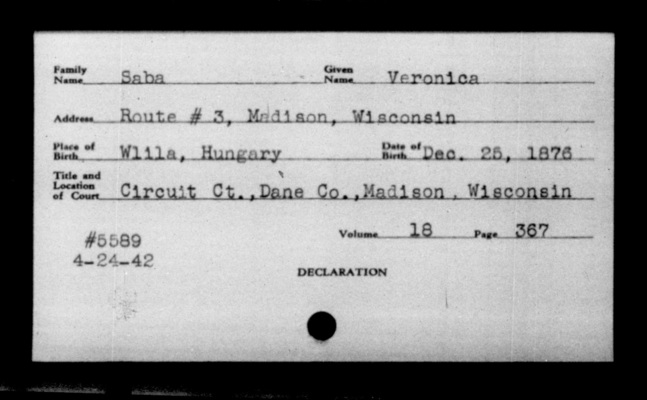 Family Name Saba Given Name Veronica
Address Route # 3, Madison, Wisconsin
Place of Birth Wlila, Hungary Date of Birth Dec. 25, 1876
Title and Location of Court Circuit Ct., Dane Co., Madison, Wisconsin
#5589 Volume 18 Page 367
4-24-42
DECLARATION